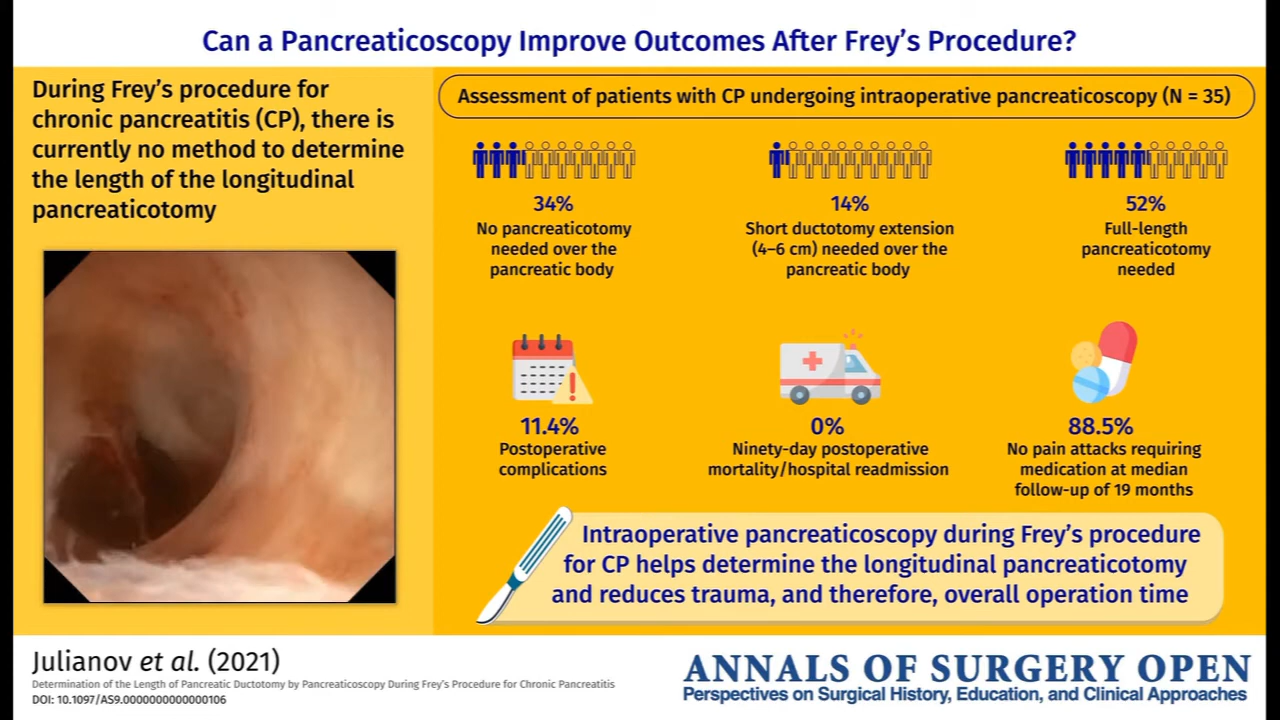 Can a Pancreaticoscopy Improve Outcomes After Frey's Procedure?
During Frey's procedure for
chronic pancreatitis (CP), there is
currently no method to determine
the length of the longitudinal
pancreaticotomy
Assessment of patients with CP undergoing intraoperative pancreaticoscopy (N = 35)
34%
No pancreaticotomy
needed over the
pancreatic body
14%
Short ductotomy extension
(4–6 cm) needed over the
pancreatic body
52%
Full-length
pancreaticotomy
needed
11.4%
Postoperative
complications
0%
Ninety-day postoperative
mortality/hospital readmission
88.5%
No pain attacks requiring
medication at median
follow-up of 19 months
Intraoperative pancreaticoscopy during Frey's procedure
for CP helps determine the longitudinal pancreaticotomy
and reduces trauma, and therefore, overall operation time
Julianov et al. (2021)
Determination of the Length of Pancreatic Ductotomy by Pancreaticoscopy During Frey's Procedure for Chronic Pancreatitis
DOI: 10.1097/AS9.0000000000000106
ANNALS OF SURGERY OPEN
Perspectives on Surgical History, Education, and Clinical Approaches